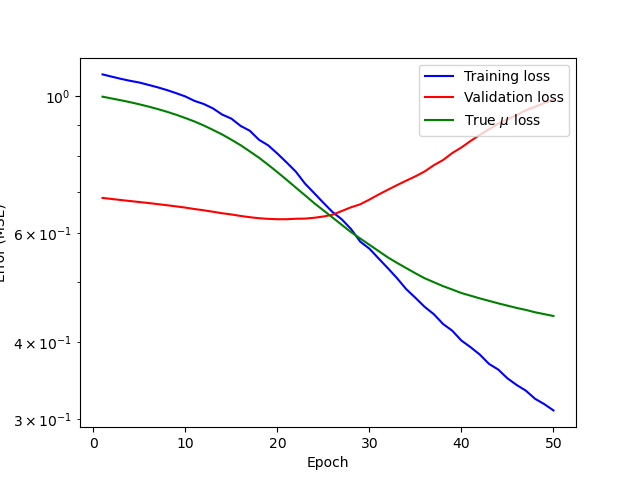 Training loss
Validation loss
True μ loss
10⁰
6 × 10⁻¹
4 × 10⁻¹
3 × 10⁻¹
0 10 20 30 40 50
Epoch
(MSE)